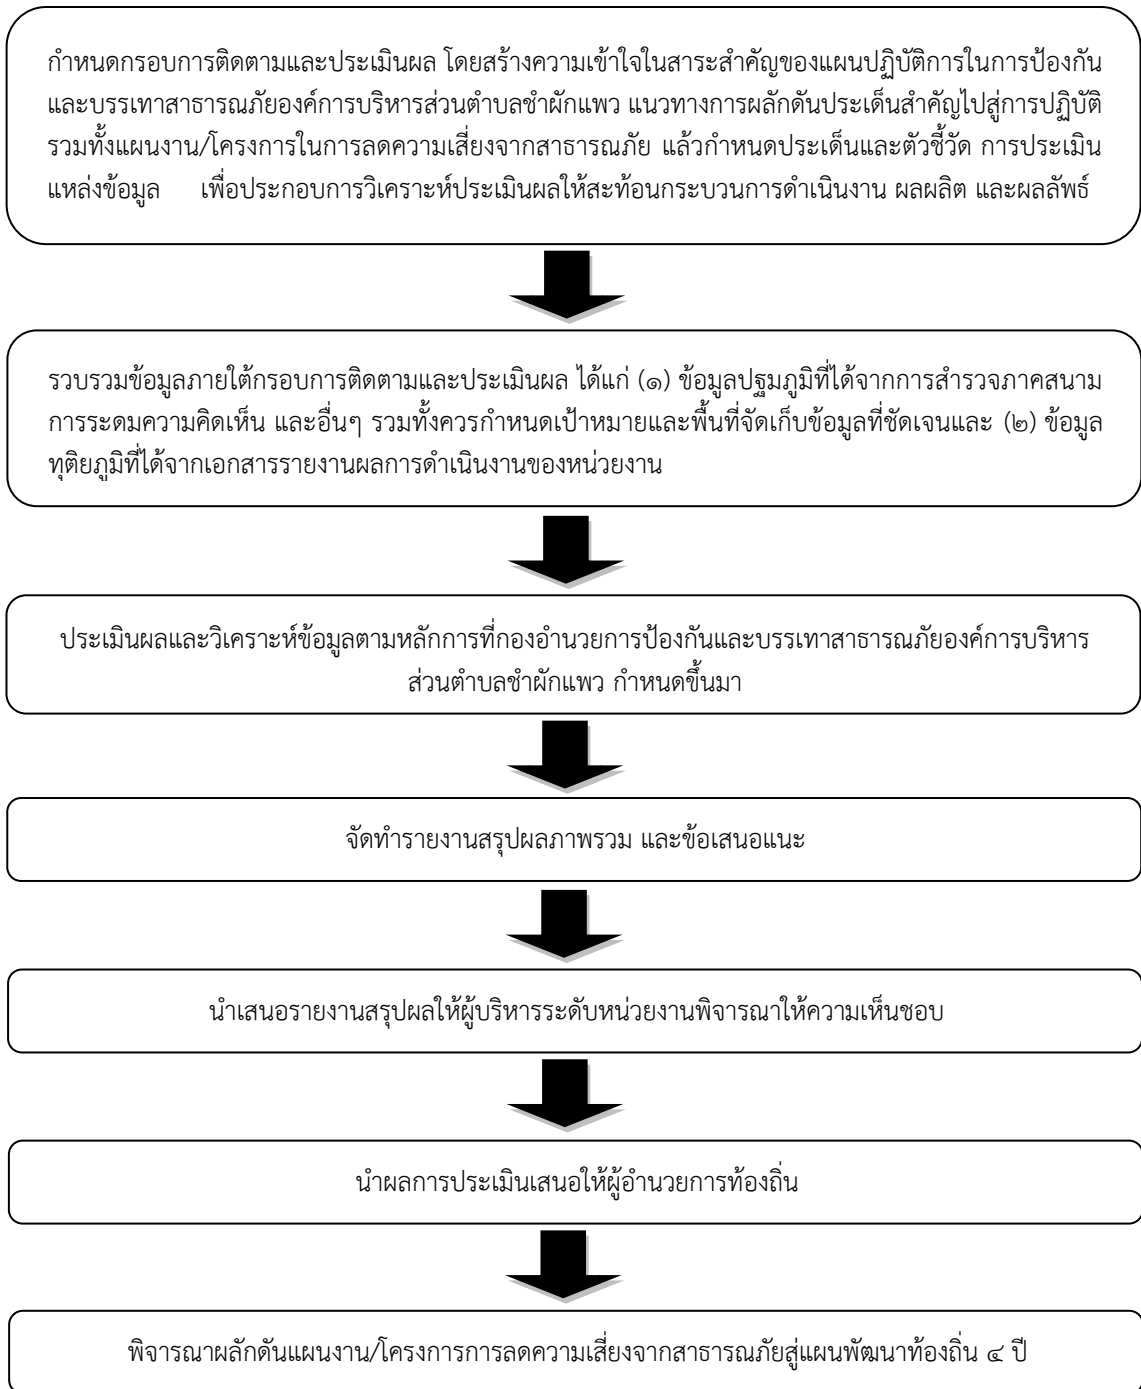 กำหนดกรอบการติดตามและประเมินผล โดยสร้างความเข้าใจในสาระสำคัญของแผนปฏิบัติการในการป้องกัน
และบรรเทาสาธารณภัยองค์การบริหารส่วนตำบลชำผักแพว แนวทางการผลักดันประเด็นสำคัญไปสู่การปฏิบัติ
รวมทั้งแผนงาน/โครงการในการลดความเสี่ยงจากสาธารณภัย แล้วกำหนดประเด็นและตัวชี้วัด การประเมิน
แหล่งข้อมูล เพื่อประกอบการวิเคราะห์ประเมินผลให้สะท้อนกระบวนการดำเนินงาน ผลผลิต และผลลัพธ์
รวบรวมข้อมูลภายใต้กรอบการติดตามและประเมินผล ได้แก่ (๑) ข้อมูลปฐมภูมิที่ได้จากการสำรวจภาคสนาม
การระดมความคิดเห็น และอื่นๆ รวมทั้งควรกำหนดเป้าหมายและพื้นที่จัดเก็บข้อมูลที่ชัดเจนและ (๒) ข้อมูล
ทุติยภูมิที่ได้จากเอกสารรายงานผลการดำเนินงานของหน่วยงาน
ประเมินผลและวิเคราะห์ข้อมูลตามหลักการที่กองอำนวยการป้องกันและบรรเทาสาธารณภัยองค์การบริหาร
ส่วนตำบลชำผักแพว กำหนดขึ้นมา
จัดทำรายงานสรุปผลภาพรวม และข้อเสนอแนะ
นำเสนอรายงานสรุปผลให้ผู้บริหารระดับหน่วยงานพิจารณาให้ความเห็นชอบ
นำผลการประเมินเสนอให้ผู้อำนวยการท้องถิ่น
พิจารณาผลักดันแผนงาน/โครงการการลดความเสี่ยงจากสาธารณภัยสู่แผนพัฒนาท้องถิ่น ๔ ปี